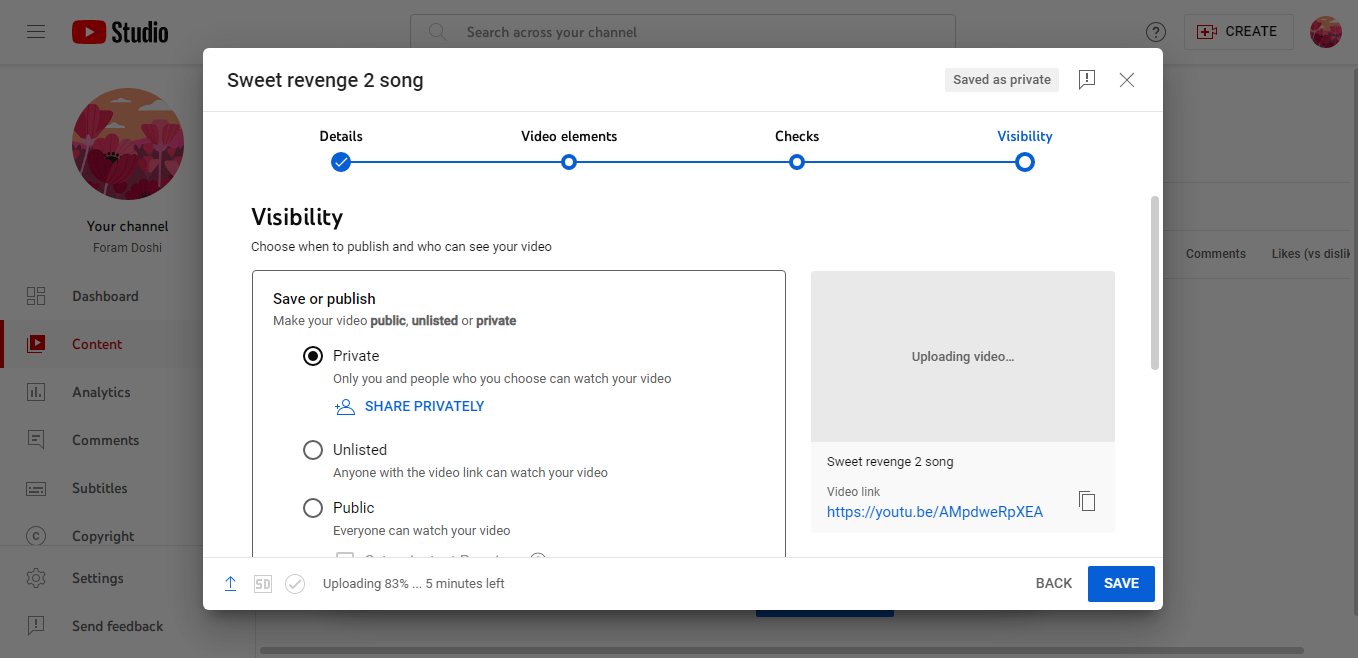 Studio
Search across your channel
CREATE
Sweet revenge 2 song
Saved as private
Details
Video elements
Checks
Visibility
Your channel
Foram Doshi
Dashboard
Content
Analytics
Comments
Subtitles
Copyright
Settings
Send feedback
Visibility
Choose when to publish and who can see your video
Save or publish
Make your video public, unlisted or private
Private
Only you and people who you choose can watch your video
SHARE PRIVATELY
Unlisted
Anyone with the video link can watch your video
Public
Everyone can watch your video
Uploading video...
Sweet revenge 2 song
Video link
https://youtu.be/AMpdweRpXEA
Comments
Likes (vs dislik
SD
Uploading 83% ... 5 minutes left
BACK
SAVE